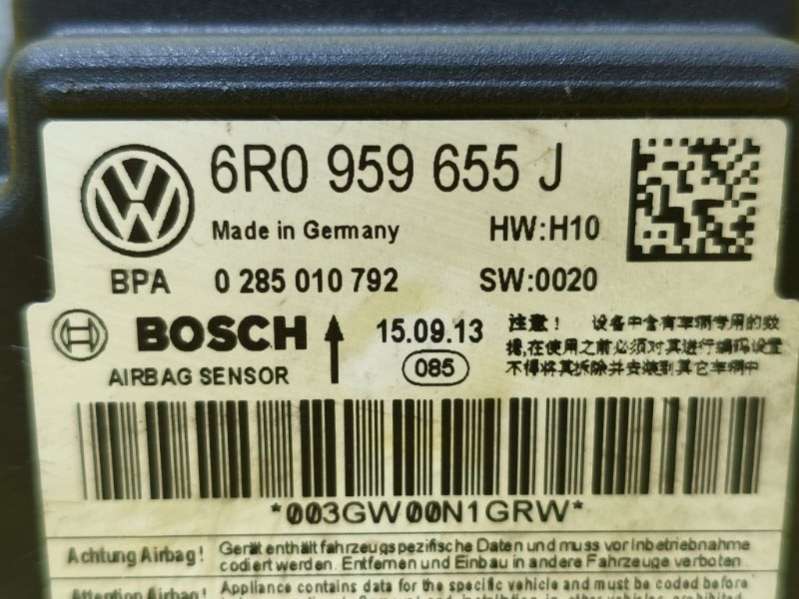 6R0 959 655 J
Made in Germany HW:H10
BPA 0 285 010 792 SW:0020
BOSCH 15.09.13
AIRBAG SENSOR 085
注意! 设备中含有车辆专用的数
据,在使用之前必须对其进行编码设置
不得将其拆除并安装到其它车辆中
*003GW00N1GRW*
Achtung Airbag! Gerät enthält fahrzeugspezifische Daten und muss vor Inbetriebnahme
codiert werden. Entfernen und Einbau in andere Fahrzeuge verboten.
Attention Airbag! Appliance contains data for the specific vehicle and must be coded before